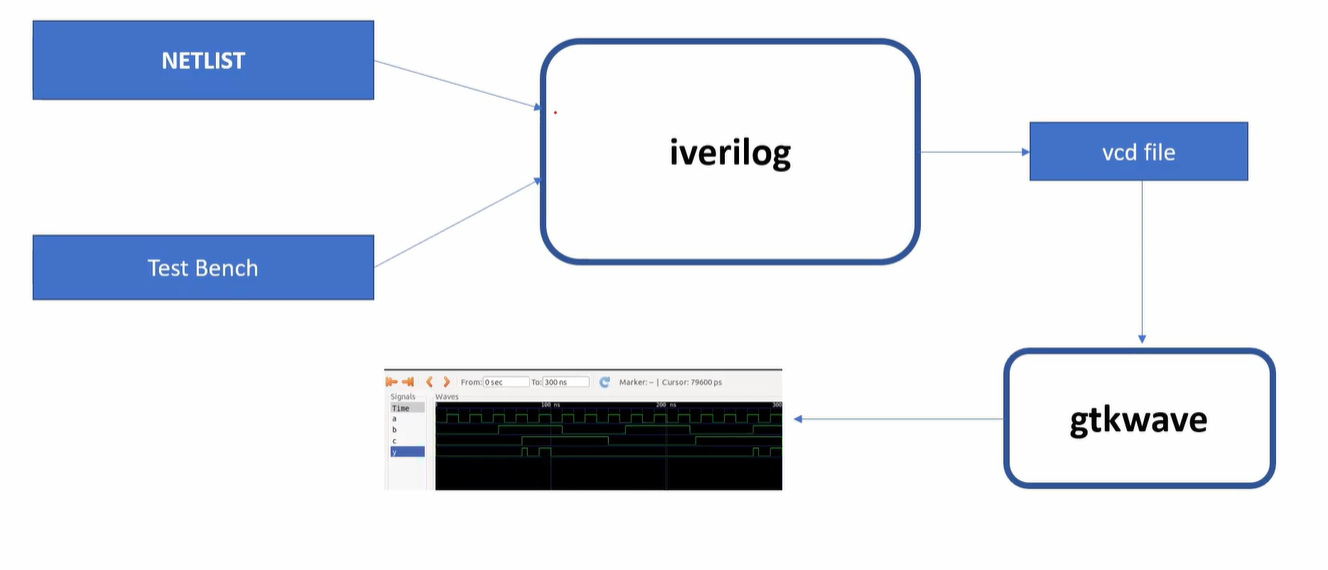 NETLIST
iverilog
vcd file
Test Bench
gtkwave
From: 0 sec To: 300 ns Marker: -- | Cursor: 79600 ps
Signals Waves
Time 100 ns 200 ns 300
a
b
c
y